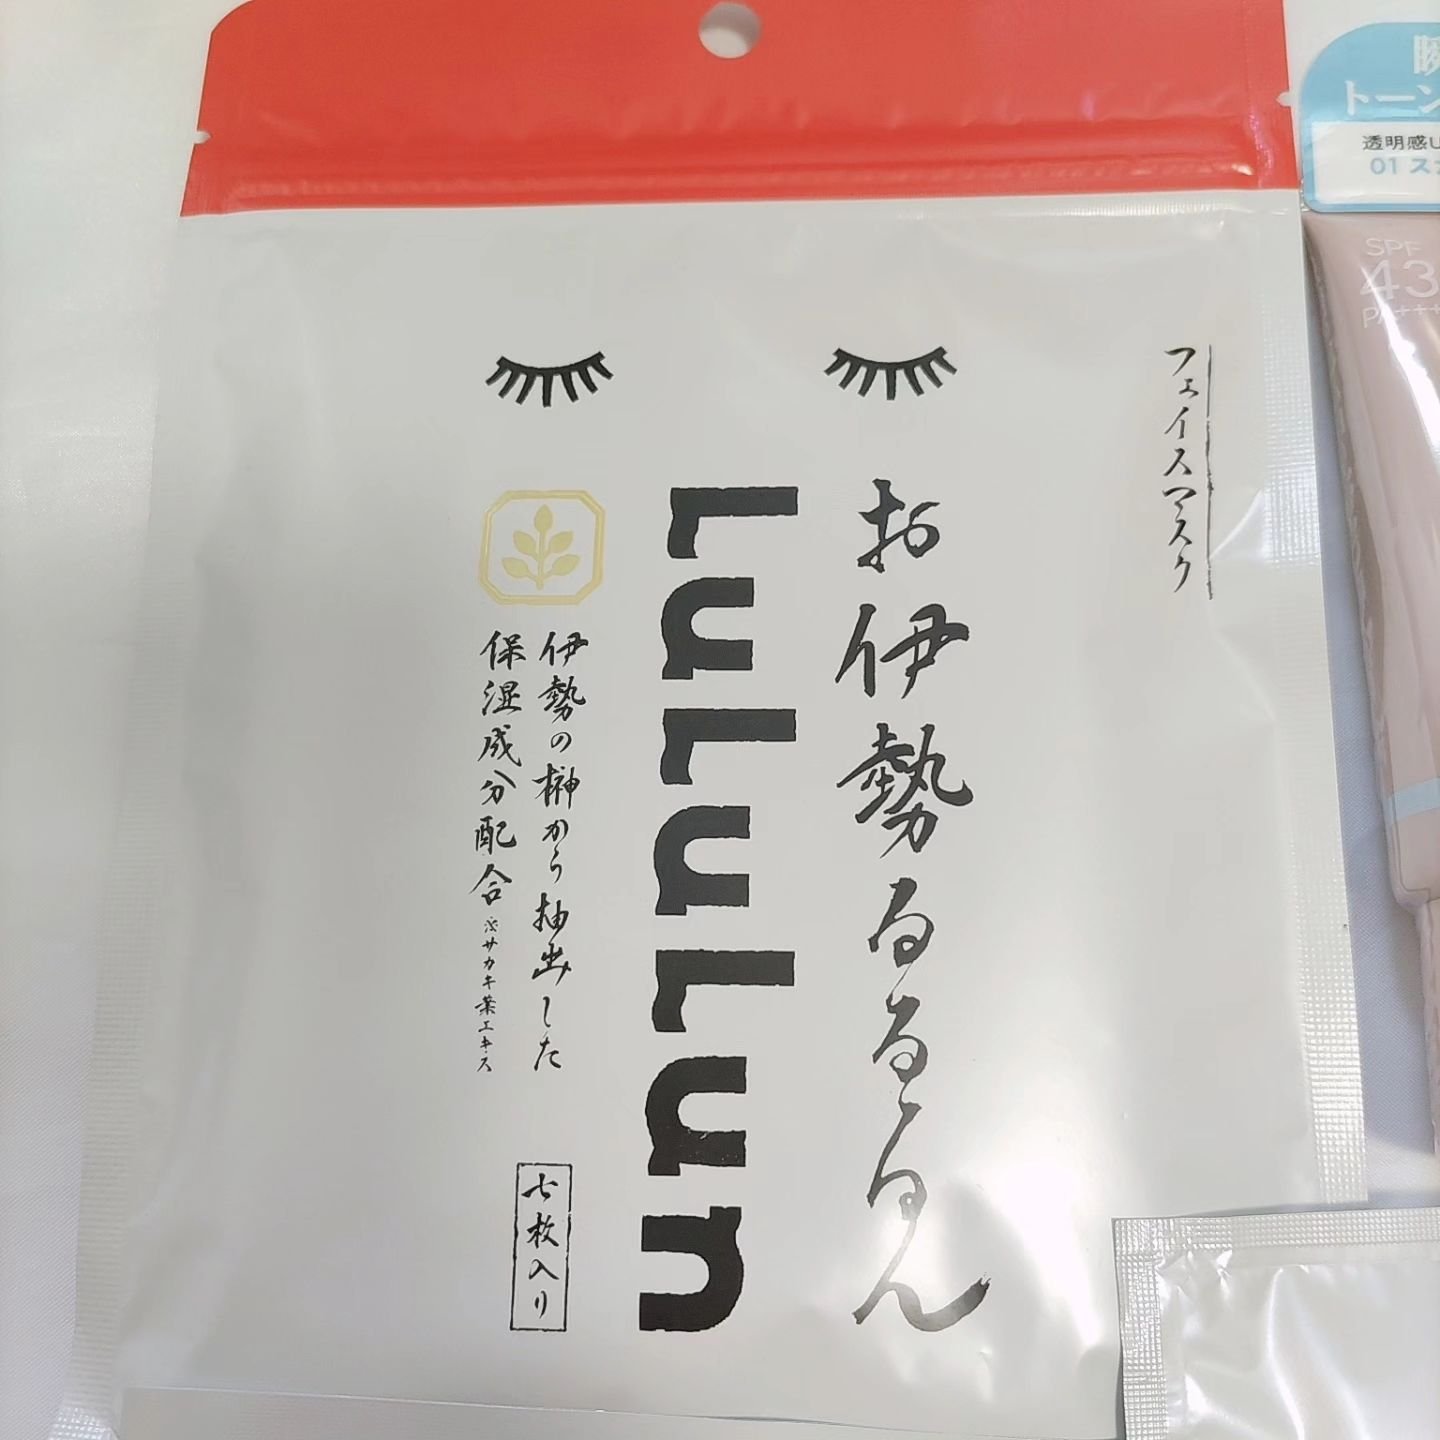 フェイスマスク
お伊勢るるるん
LuLuLun
伊勢の榊から抽出した
保湿成分配合
※サカキ葉エキス
七枚入り
トーン
透明感U
01 ス
SPF
43
PA+++